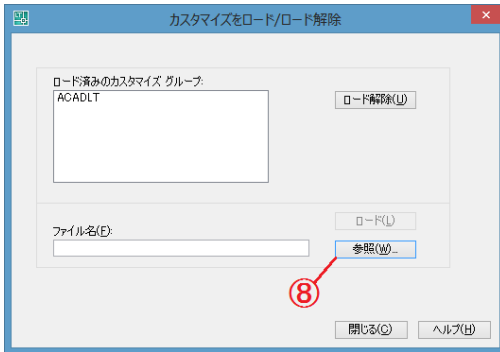 カスタマイズをロード/ロード解除
ロード済みのカスタマイズ グループ:
ACADLT
ロード解除(U)
ロード(L)
ファイル名(F):
参照(W)...
⑧
閉じる(C)
ヘルプ(H)